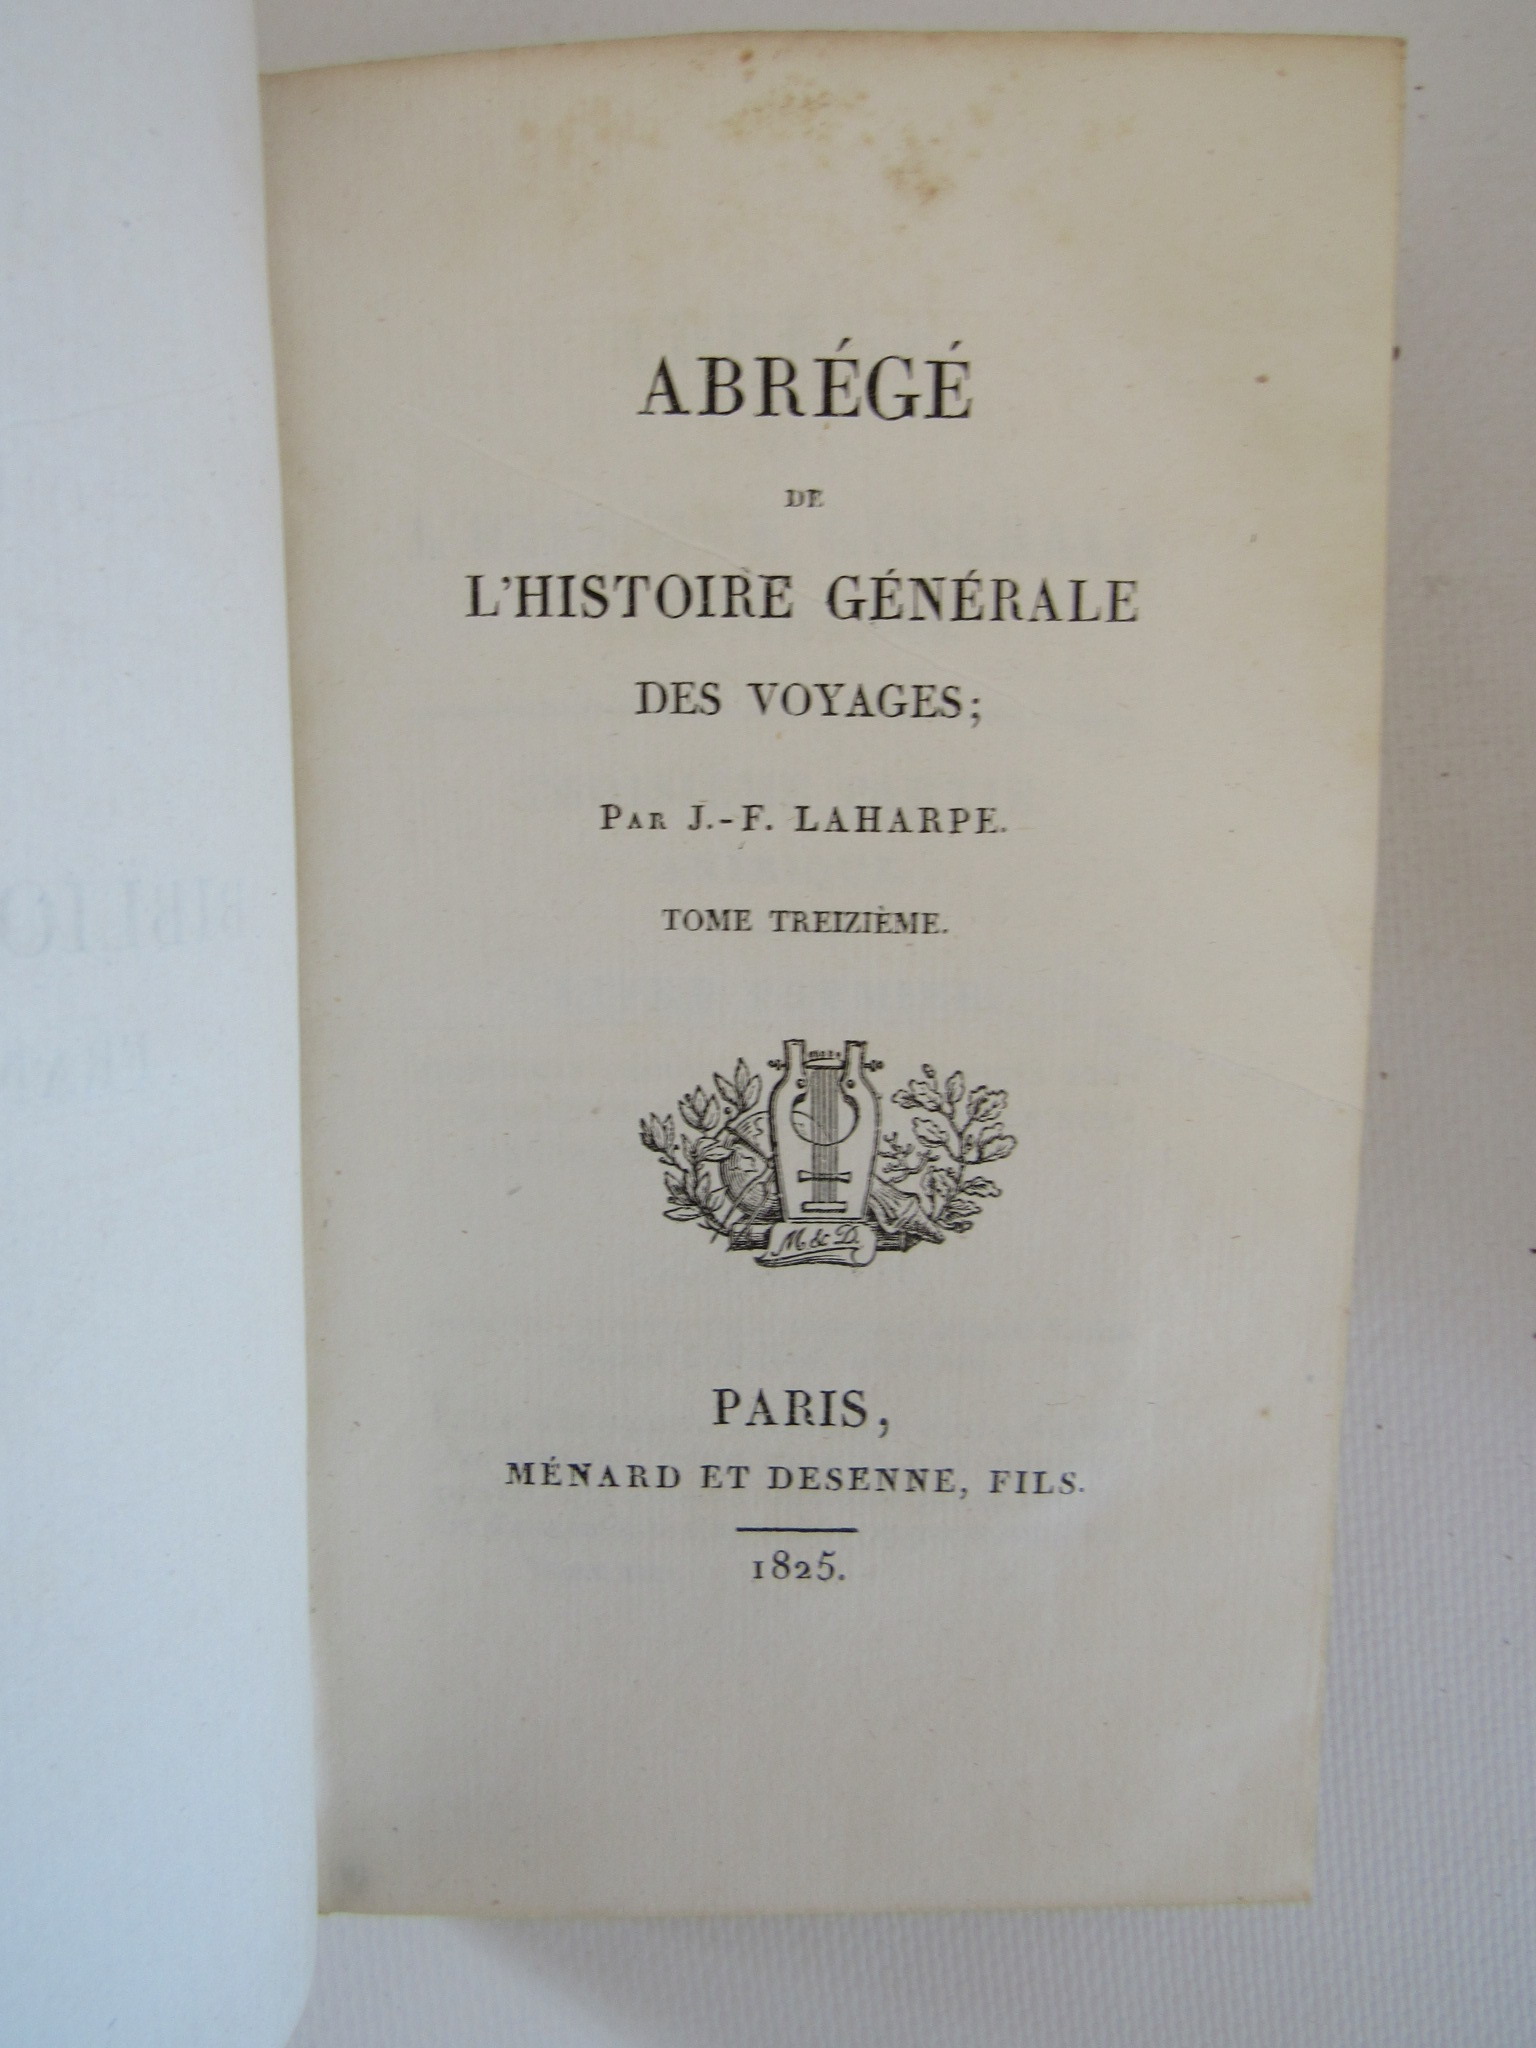 ABRÉGÉ
DE
L'HISTOIRE GÉNÉRALE
DES VOYAGES;
PAR J.-F. LAHARPE.
TOME TREIZIÈME.
M & D.
PARIS,
MÉNARD ET DESENNE, FILS.
1825.